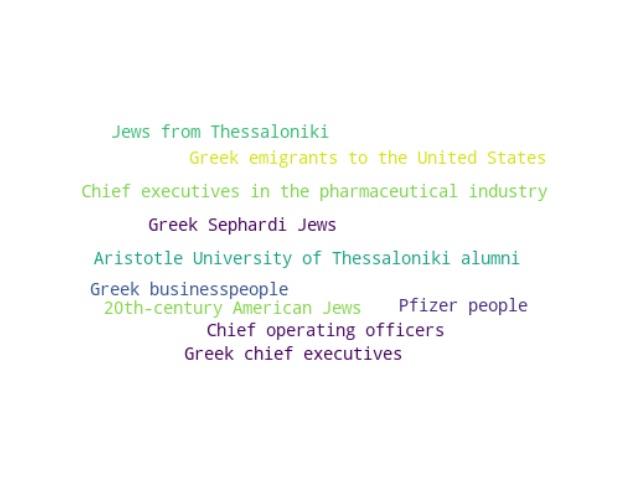 Jews from Thessaloniki
Greek emigrants to the United States
Chief executives in the pharmaceutical industry
Greek Sephardi Jews
Aristotle University of Thessaloniki alumni
Greek businesspeople
Pfizer people
20th-century American Jews
Chief operating officers
Greek chief executives